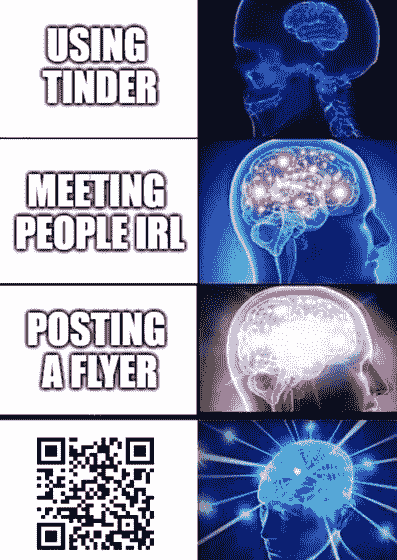 USING
TINDER
MEETING
PEOPLE IRL
POSTING
A FLYER